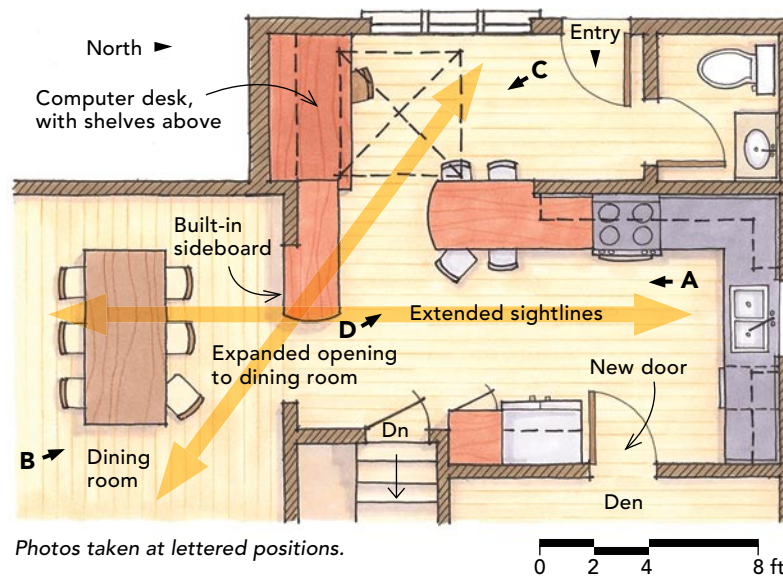 North
Entry
C
Computer desk,
with shelves above
Built-in
sideboard
A
D
Extended sightlines
Expanded opening
to dining room
New door
B
Dining
room
Dn
Den
Photos taken at lettered positions.
0 2 4 8 ft.